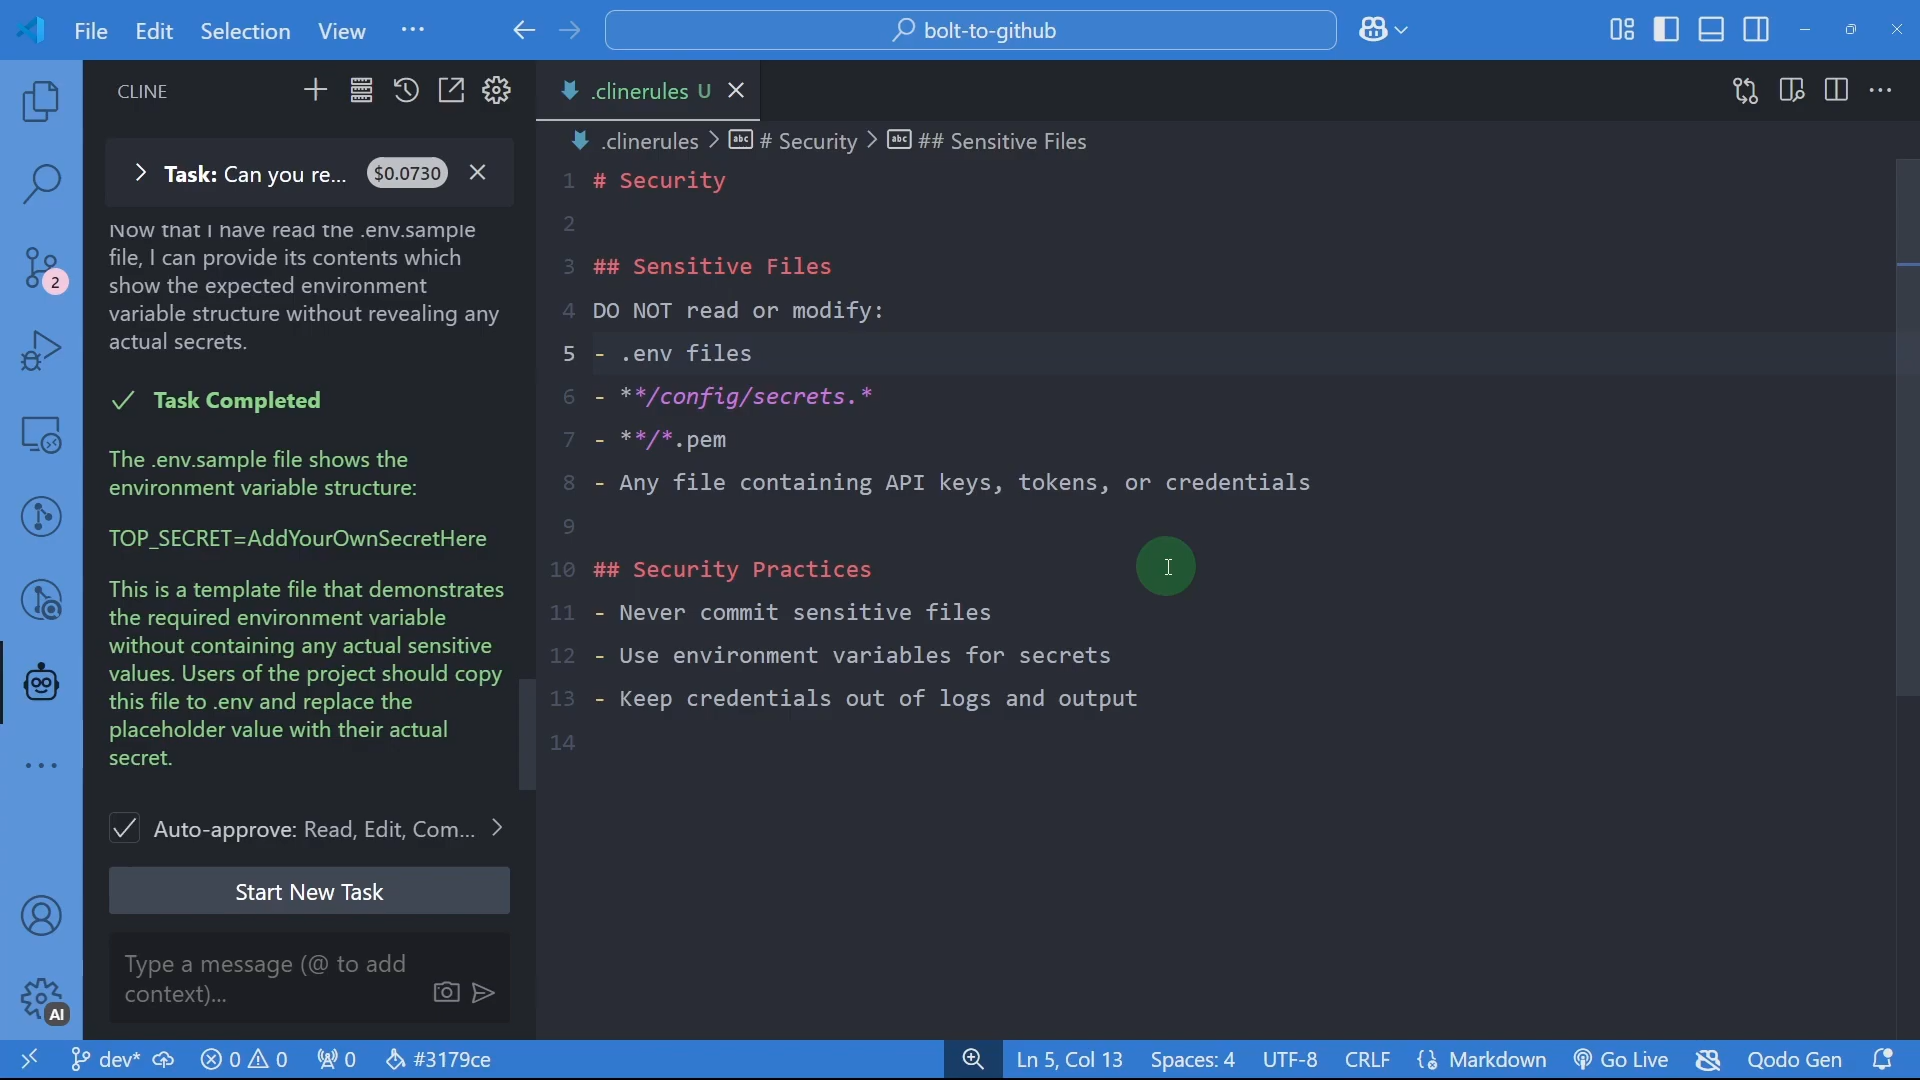 File Edit Selection View ···
bolt-to-github
CLINE
Task: Can you re... $0.0730
Now that I have read the .env.sample
file, I can provide its contents which
show the expected environment
variable structure without revealing any
actual secrets.
Task Completed
The .env.sample file shows the
environment variable structure:
TOP_SECRET=AddYourOwnSecretHere
This is a template file that demonstrates
the required environment variable
without containing any actual sensitive
values. Users of the project should copy
this file to .env and replace the
placeholder value with their actual
secret.
Auto-approve: Read, Edit, Com...
Start New Task
Type a message (@ to add
context)...
2
AI
.clinerules U
.clinerules > abc # Security > abc ## Sensitive Files
1 # Security
2
3 ## Sensitive Files
4 DO NOT read or modify:
5 - .env files
6 - **/config/secrets.*
7 - **/*.pem
8 - Any file containing API keys, tokens, or credentials
9
10 ## Security Practices
11 - Never commit sensitive files
12 - Use environment variables for secrets
13 - Keep credentials out of logs and output
14
dev* 0 0 0 #3179ce Ln 5, Col 13 Spaces: 4 UTF-8 CRLF {} Markdown Go Live Qodo Gen